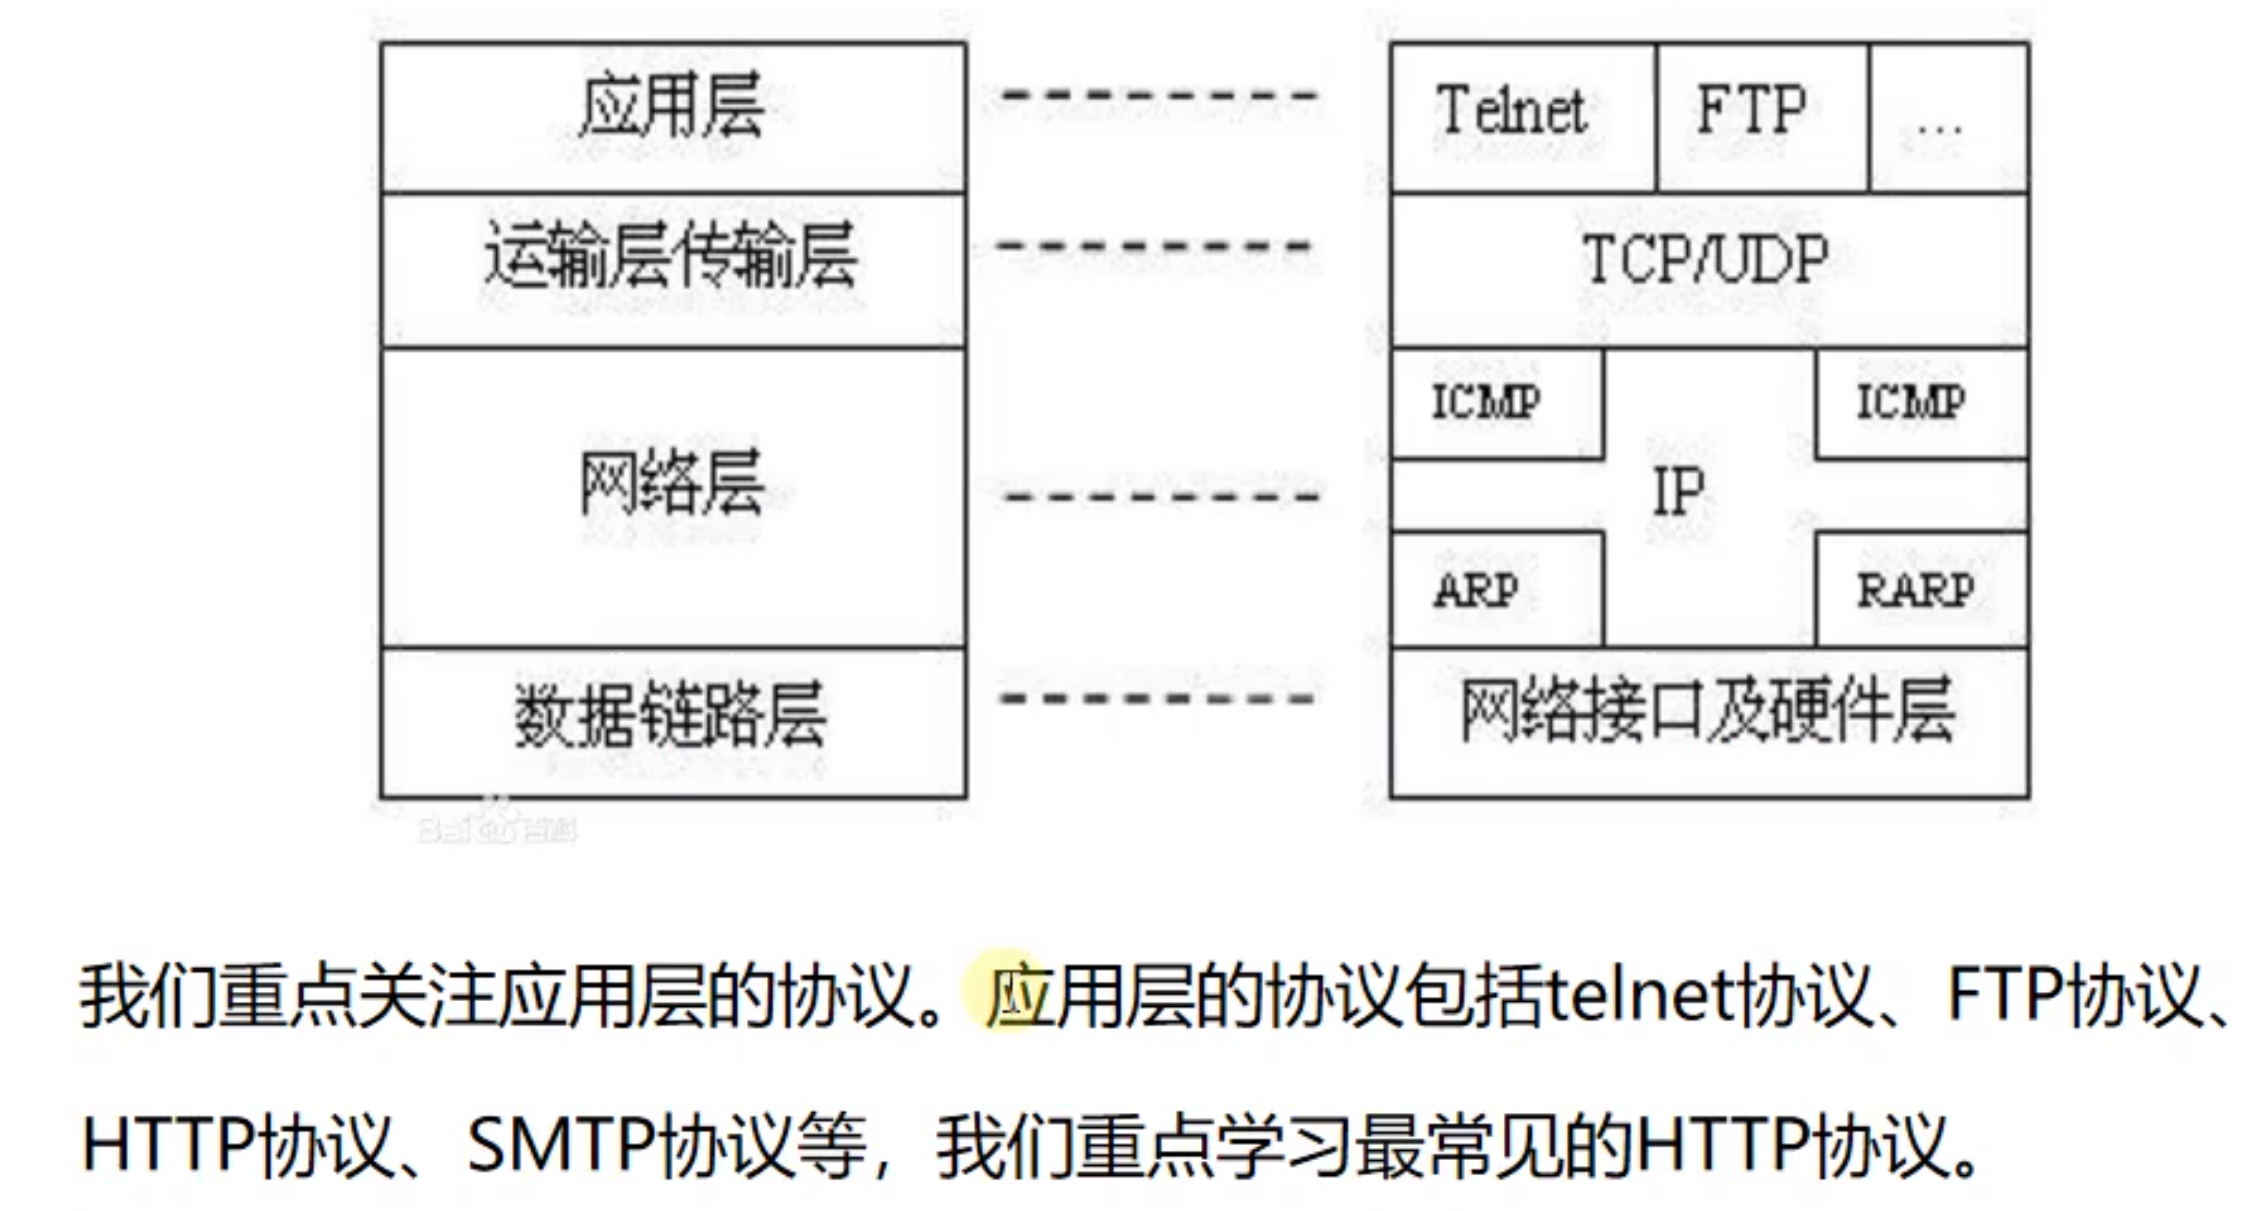 应用层
Telnet FTP ...
运输层传输层
TCP/UDP
ICMP ICMP
网络层
IP
ARP RARP
数据链路层
网络接口及硬件层
Baidu百科
我们重点关注应用层的协议。应用层的协议包括telnet协议、FTP协议、
HTTP协议、SMTP协议等，我们重点学习最常见的HTTP协议。